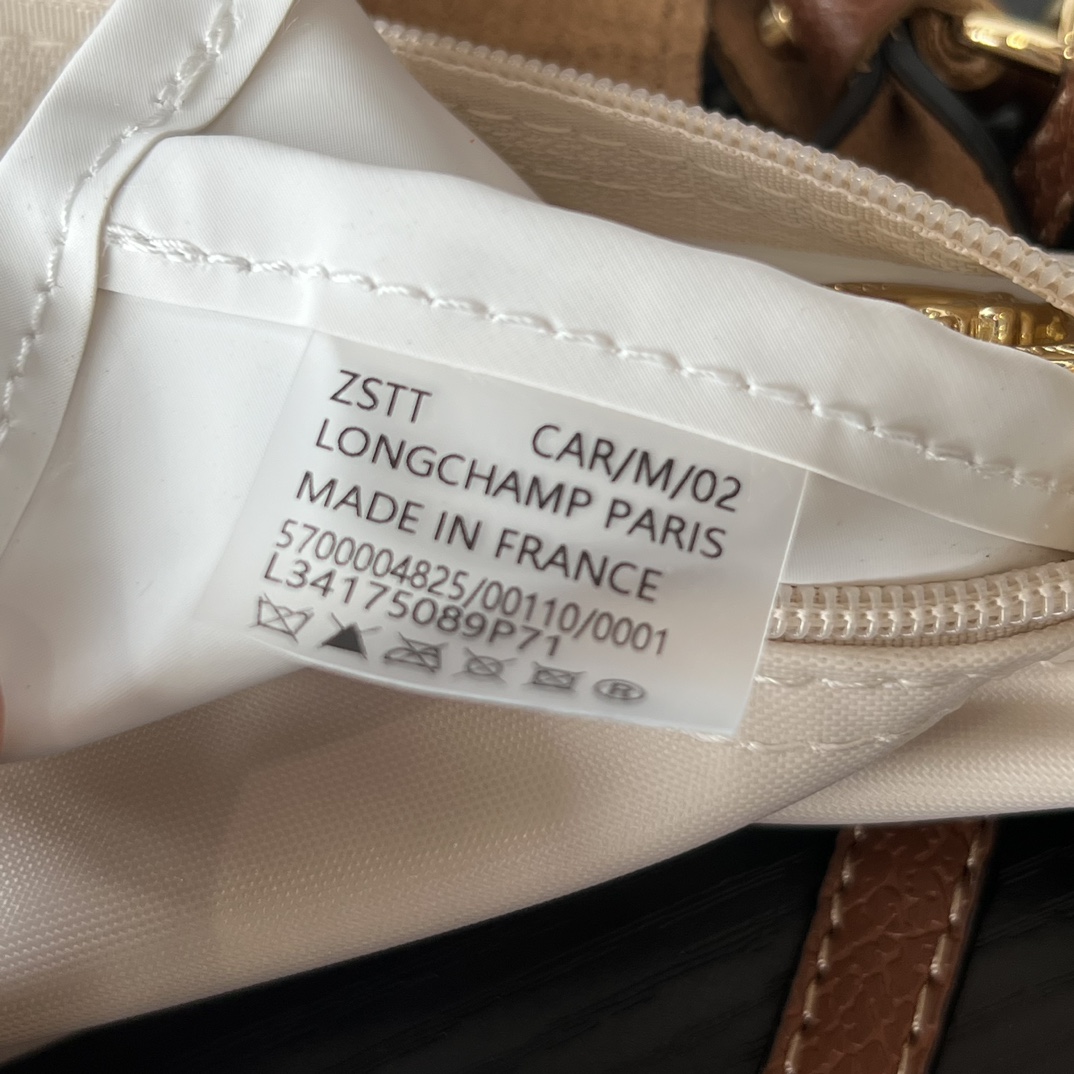 ZSTT CAR/M/02
LONGCHAMP PARIS
MADE IN FRANCE
5700004825/00110/0001
L34175089P71
R